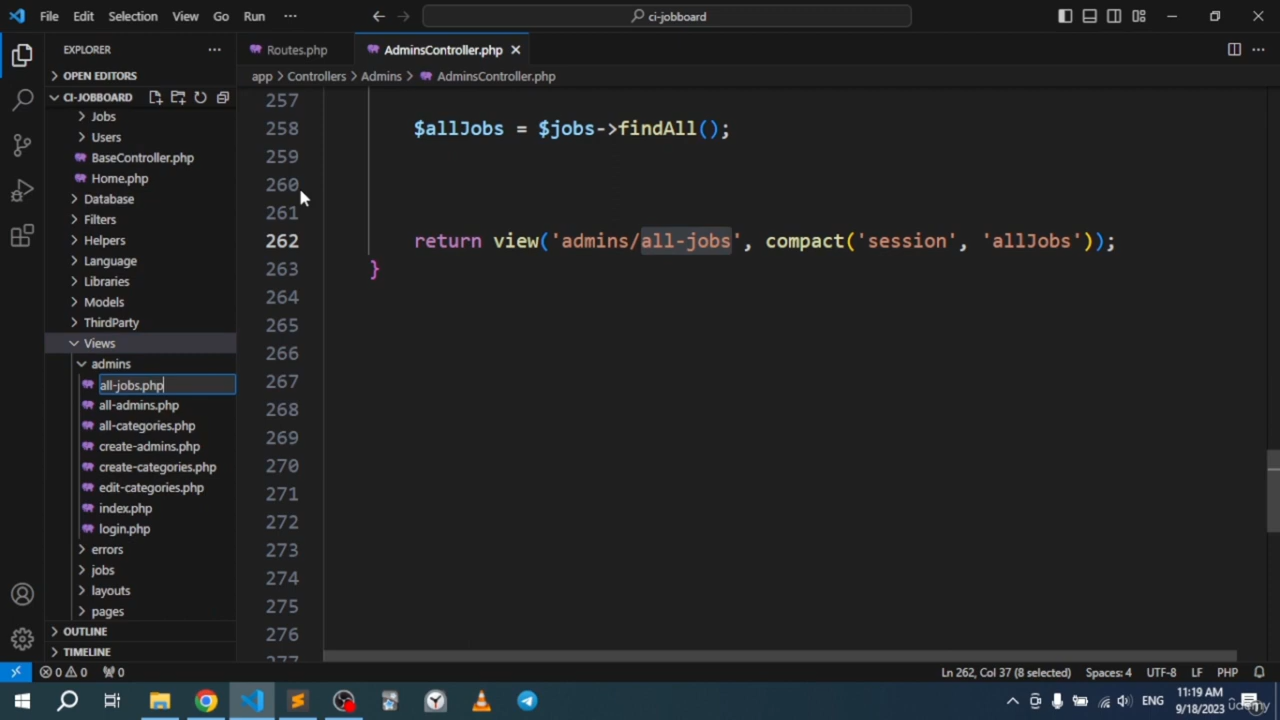 File Edit Selection View Go Run ··· ci-jobboard
EXPLORER ··· Routes.php AdminsController.php
OPEN EDITORS app > Controllers > Admins > AdminsController.php
CI-JOBBOARD 257
Jobs 258 $allJobs = $jobs->findAll();
Users
BaseController.php 259
Home.php 260
Database
Filters 261
Helpers 262 return view('admins/all-jobs', compact('session', 'allJobs'));
Language 263 }
Libraries
Models 264
ThirdParty 265
Views 266
admins
all-jobs.php 267
all-admins.php 268
all-categories.php 269
create-admins.php
create-categories.php 270
edit-categories.php 271
index.php 272
login.php
errors 273
jobs 274
layouts 275
pages
OUTLINE 276
TIMELINE 277
0 0 0 Ln 262, Col 37 (8 selected) Spaces: 4 UTF-8 LF PHP
ENG 11:19 AM
9/18/2023
udemy